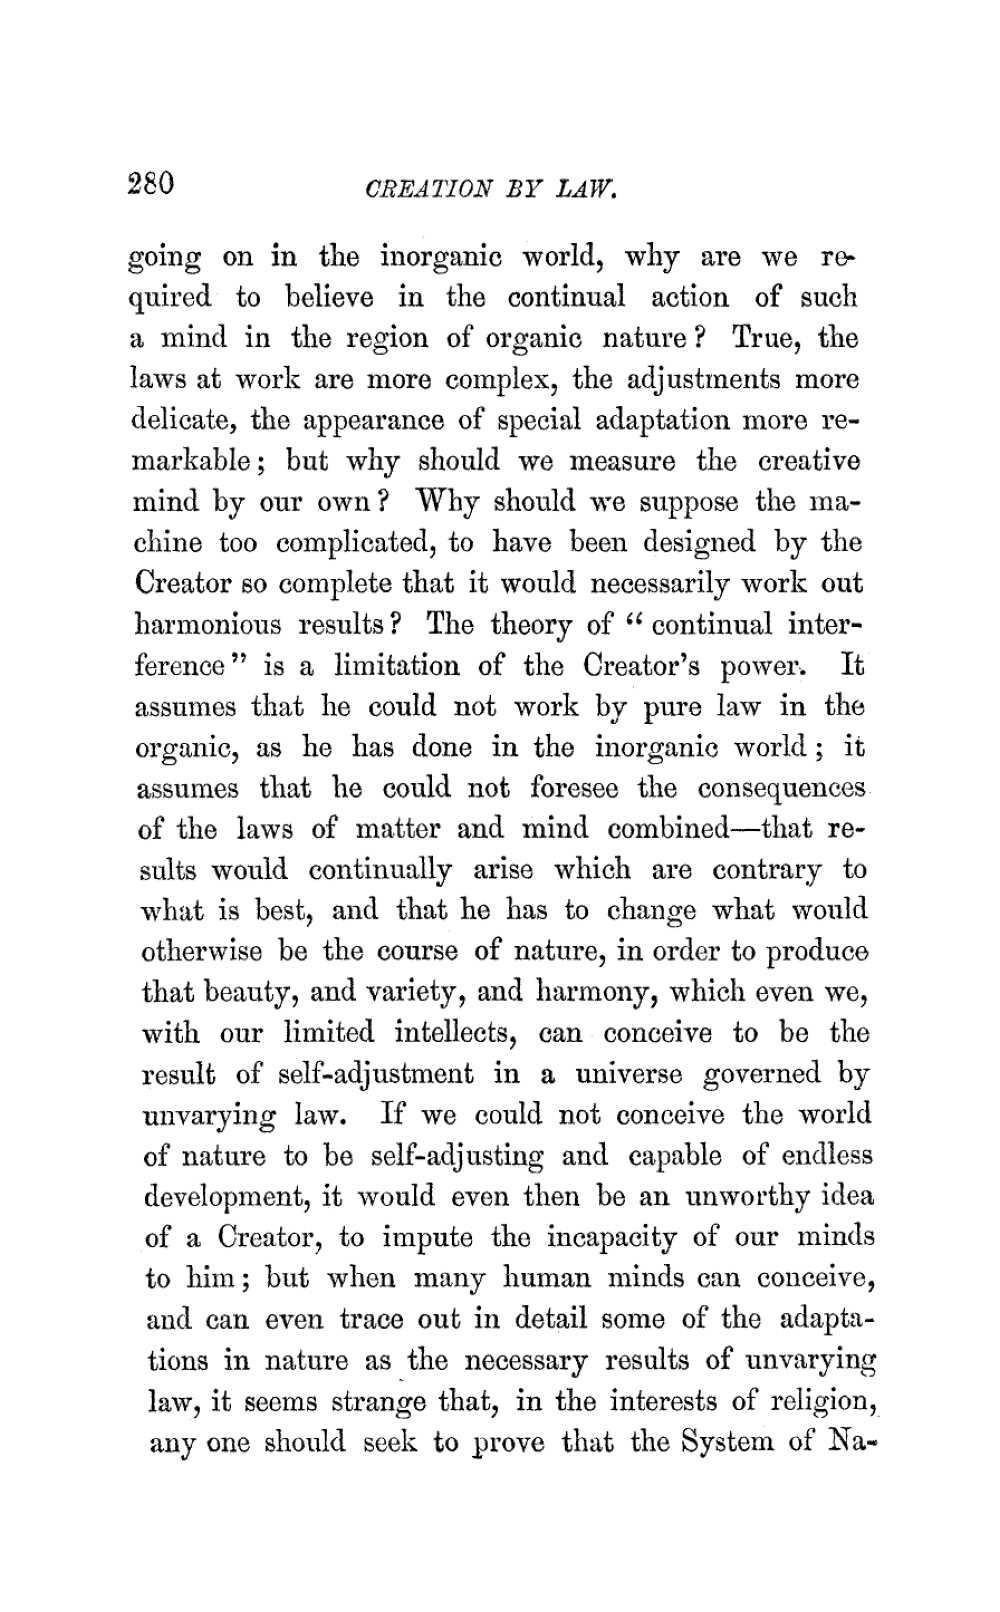 280 CREATION BY LAW.
going on in the inorganic world, why are we re-
quired to believe in the continual action of such
a mind in the region of organic nature? True, the
laws at work are more complex, the adjustments more
delicate, the appearance of special adaptation more re-
markable; but why should we measure the creative
mind by our own? Why should we suppose the ma-
chine too complicated, to have been designed by the
Creator so complete that it would necessarily work out
harmonious results? The theory of “continual inter-
ference” is a limitation of the Creator’s power. It
assumes that he could not work by pure law in the
organic, as he has done in the inorganic world; it
assumes that he could not foresee the consequences
of the laws of matter and mind combined—that re-
sults would continually arise which are contrary to
what is best, and that he has to change what would
otherwise be the course of nature, in order to produce
that beauty, and variety, and harmony, which even we,
with our limited intellects, can conceive to be the
result of self-adjustment in a universe governed by
unvarying law. If we could not conceive the world
of nature to be self-adjusting and capable of endless
development, it would even then be an unworthy idea
of a Creator, to impute the incapacity of our minds
to him; but when many human minds can conceive,
and can even trace out in detail some of the adapta-
tions in nature as the necessary results of unvarying
law, it seems strange that, in the interests of religion,
any one should seek to prove that the System of Na-